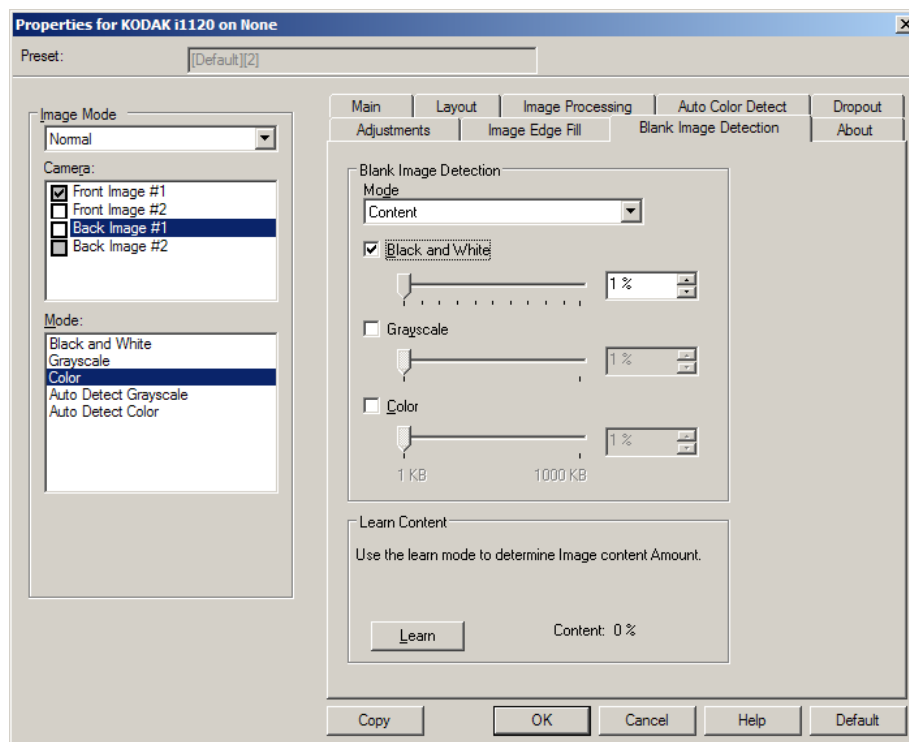 Properties for KODAK i1120 on None
Preset:
[Default][2]
Image Mode
Normal
Camera:
Front Image #1
Front Image #2
Back Image #1
Back Image #2
Mode:
Black and White
Grayscale
Color
Auto Detect Grayscale
Auto Detect Color
Main Layout Image Processing Auto Color Detect Dropout
Adjustments Image Edge Fill Blank Image Detection About
Blank Image Detection
Mode
Content
Black and White
1 %
Grayscale
1 %
Color
1 %
1 KB 1000 KB
Learn Content
Use the learn mode to determine Image content Amount.
Learn Content: 0 %
Copy OK Cancel Help Default